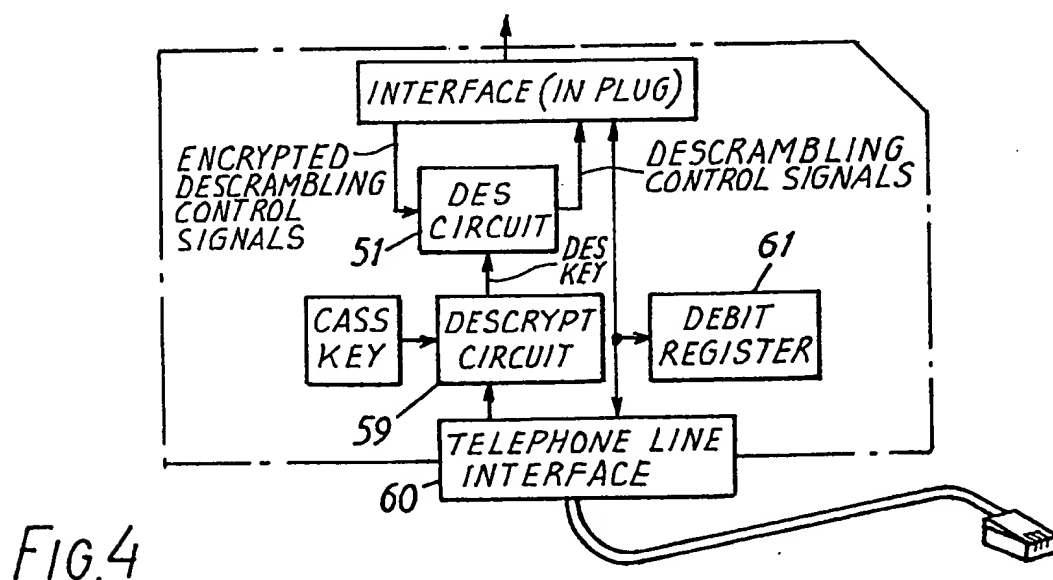 INTERFACE (IN PLUG)
ENCRYPTED
DESCRAMBLING
CONTROL
SIGNALS
DES
CIRCUIT
51
DESCRAMBLING
CONTROL SIGNALS
DES
KEY
61
CASS
KEY
DESCRYPT
CIRCUIT
DEBIT
REGISTER
59
TELEPHONE LINE
INTERFACE
60
FIG.4